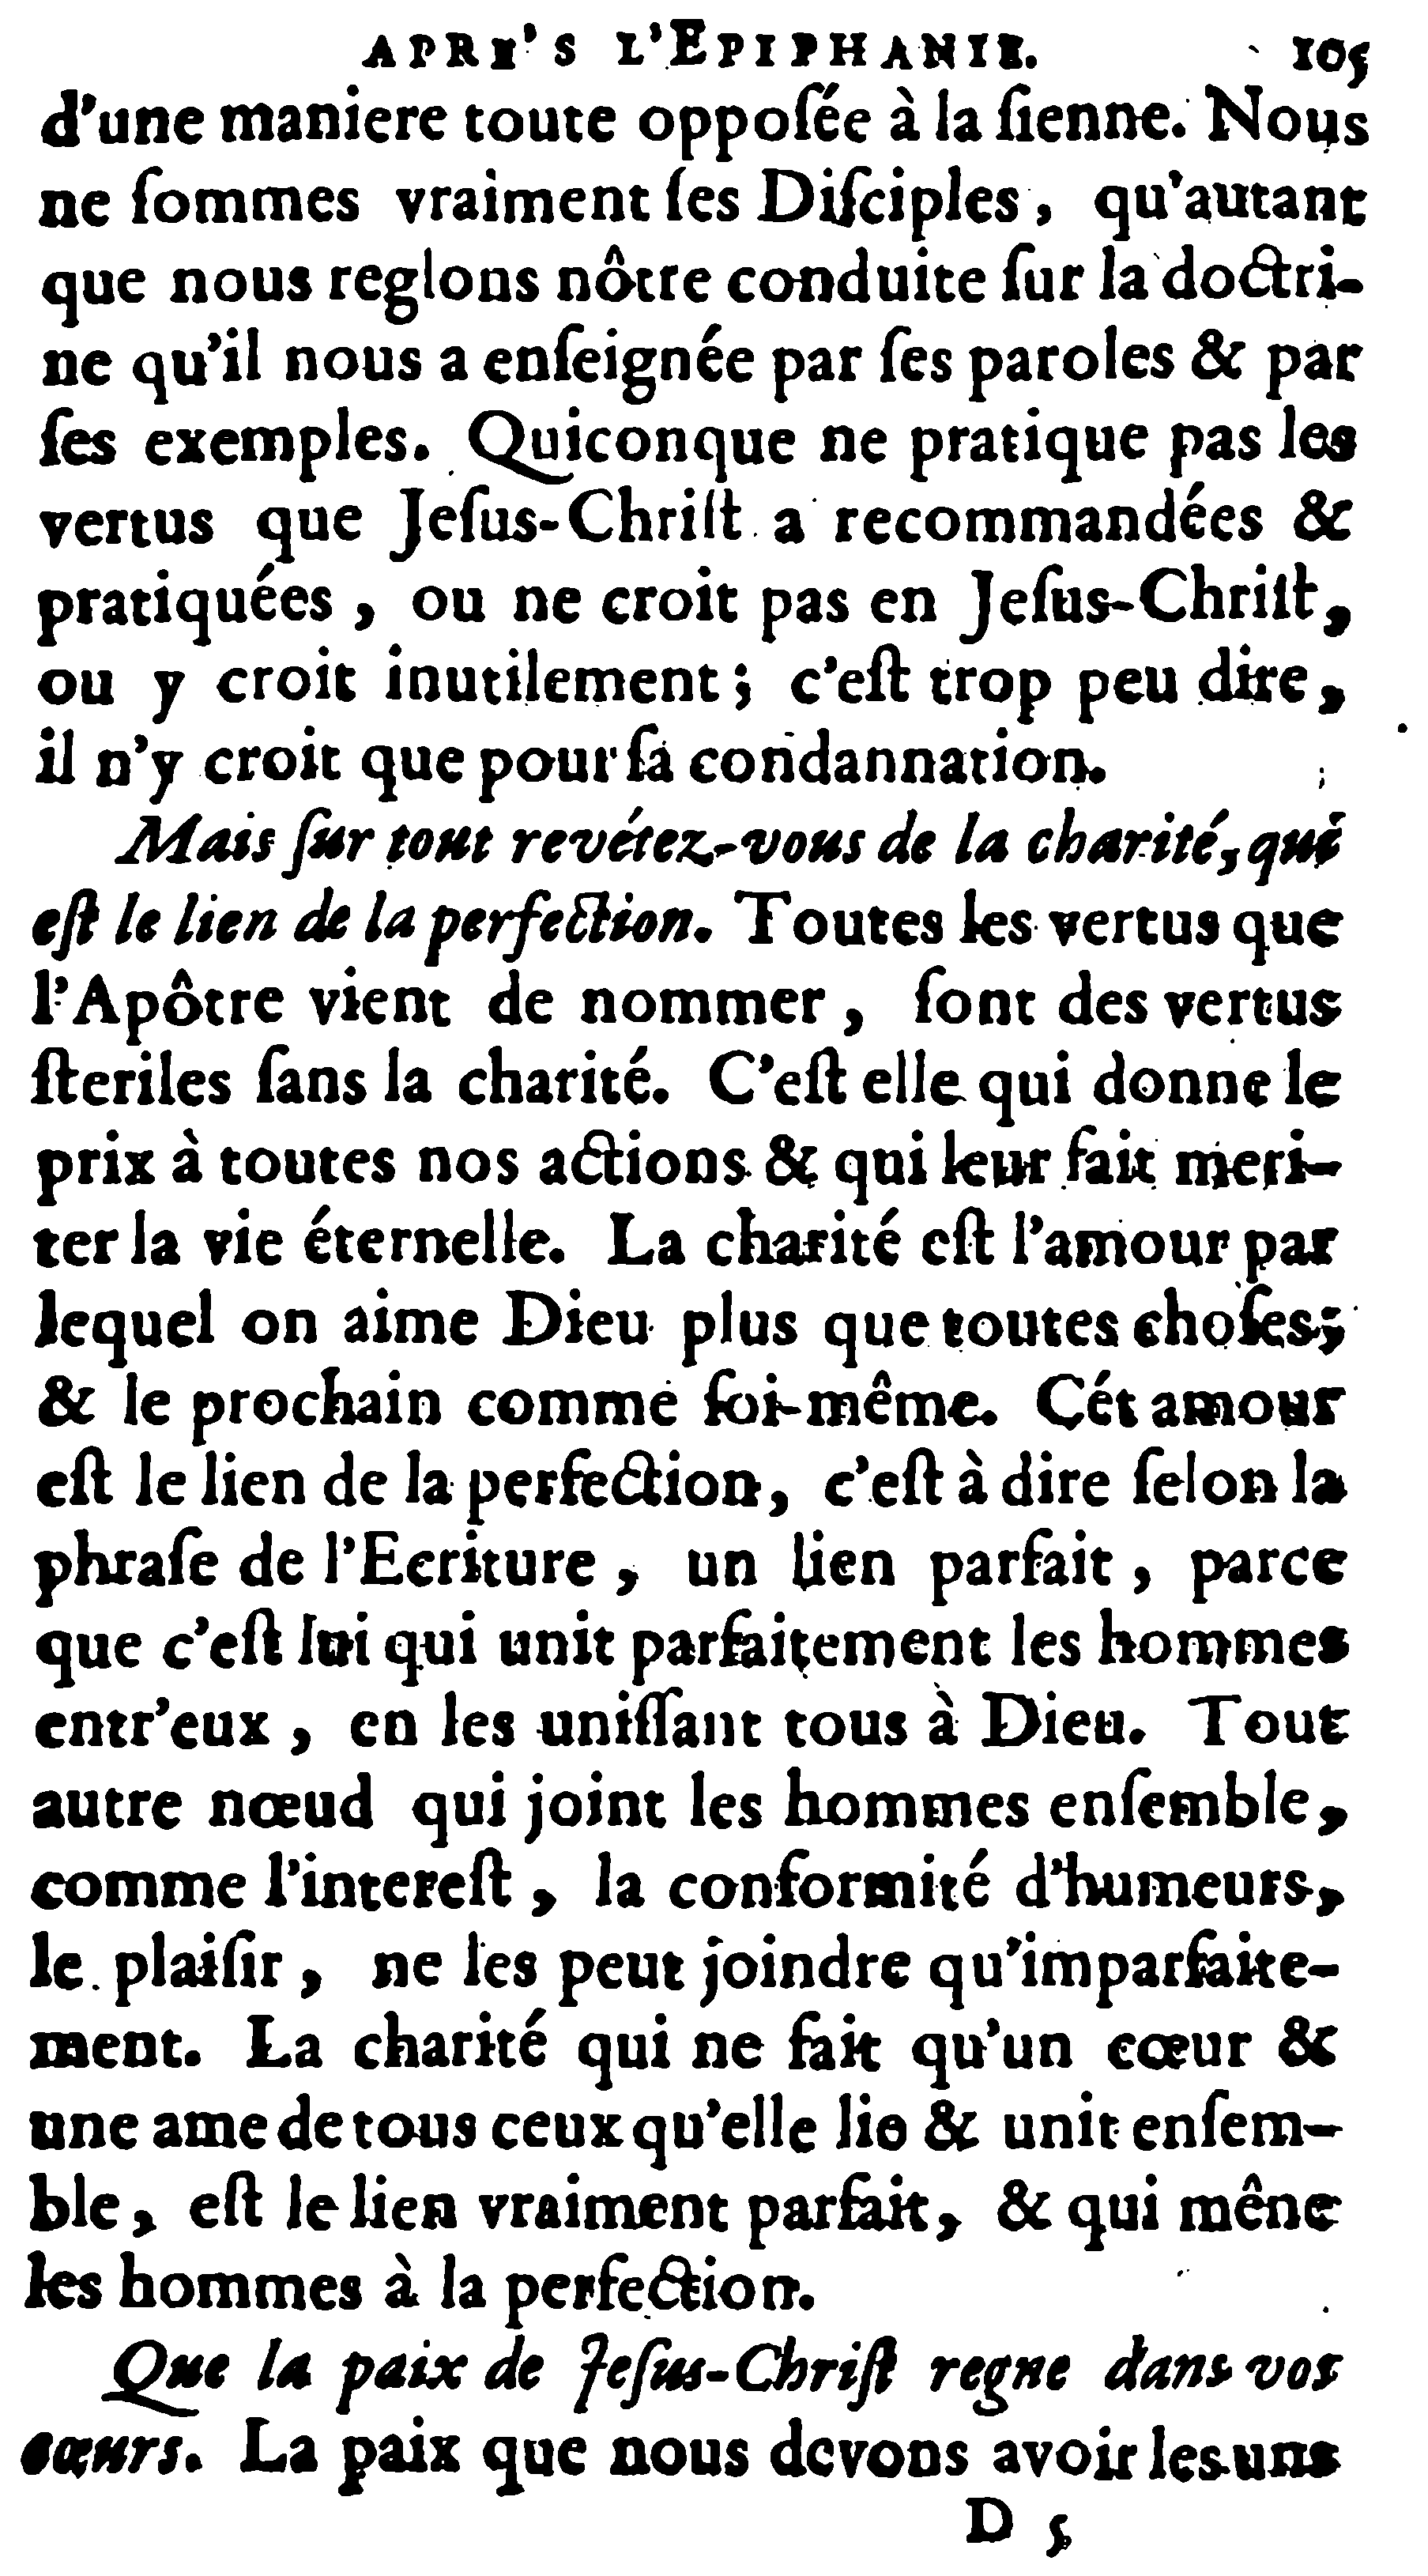 APRE'S L'EPIPHANIE. 105
d'une maniere toute opposée à la ſienne. Nous
ne ſommes vraiment ſes Diſciples, qu'autant
que nous reglons nôtre conduite ſur la doctri-
ne qu'il nous a enſeignée par ſes paroles & par
ſes exemples. Quiconque ne pratique pas les
vertus que Jeſus-Chriſt a recommandées &
pratiquées, ou ne croit pas en Jeſus-Chriſt,
ou y croit inutilement; c'eſt trop peu dire,
il n'y croit que pour ſa condannation.
Mais ſur tout revétez-vous de la charité, qui
eſt le lien de la perfection. Toutes les vertus que
l'Apôtre vient de nommer, ſont des vertus
ſteriles ſans la charité. C'eſt elle qui donne le
prix à toutes nos actions & qui leur fait meri-
ter la vie éternelle. La charité eſt l'amour par
lequel on aime Dieu plus que toutes choſes;
& le prochain comme ſoi-même. Cét amour
eſt le lien de la perfection, c'eſt à dire ſelon la
phraſe de l'Ecriture, un lien parfait, parce
que c'eſt lui qui unit parfaitement les hommes
entr'eux, en les uniſſant tous à Dieu. Tout
autre nœud qui joint les hommes enſemble,
comme l'intereſt, la conformité d'humeurs,
le plaiſir, ne les peut joindre qu'imparfaite-
ment. La charité qui ne fait qu'un cœur &
une ame de tous ceux qu'elle lie & unit enſem-
ble, eſt le lien vraiment parfait, & qui mêne
les hommes à la perfection.
Que la paix de Jeſus-Chriſt regne dans vos
cœurs. La paix que nous devons avoir les uns
D 5